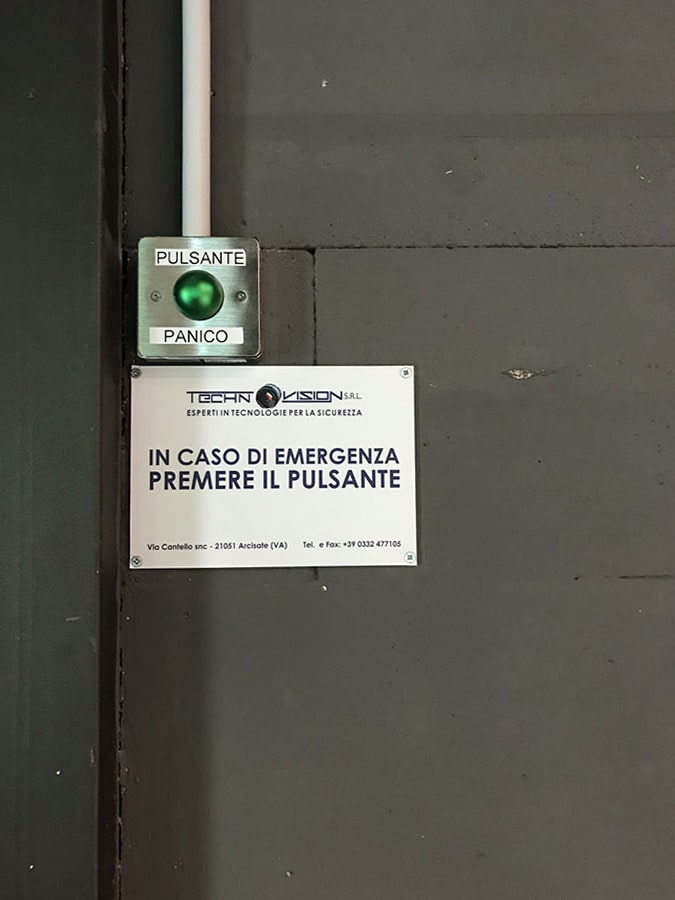 PULSANTE
PANICO
TECHNOVISION S.R.L.
ESPERTI IN TECNOLOGIE PER LA SICUREZZA
IN CASO DI EMERGENZA
PREMERE IL PULSANTE
Via Cantello snc - 21051 Arcisate (VA) Tel. e Fax: +39 0332 477105